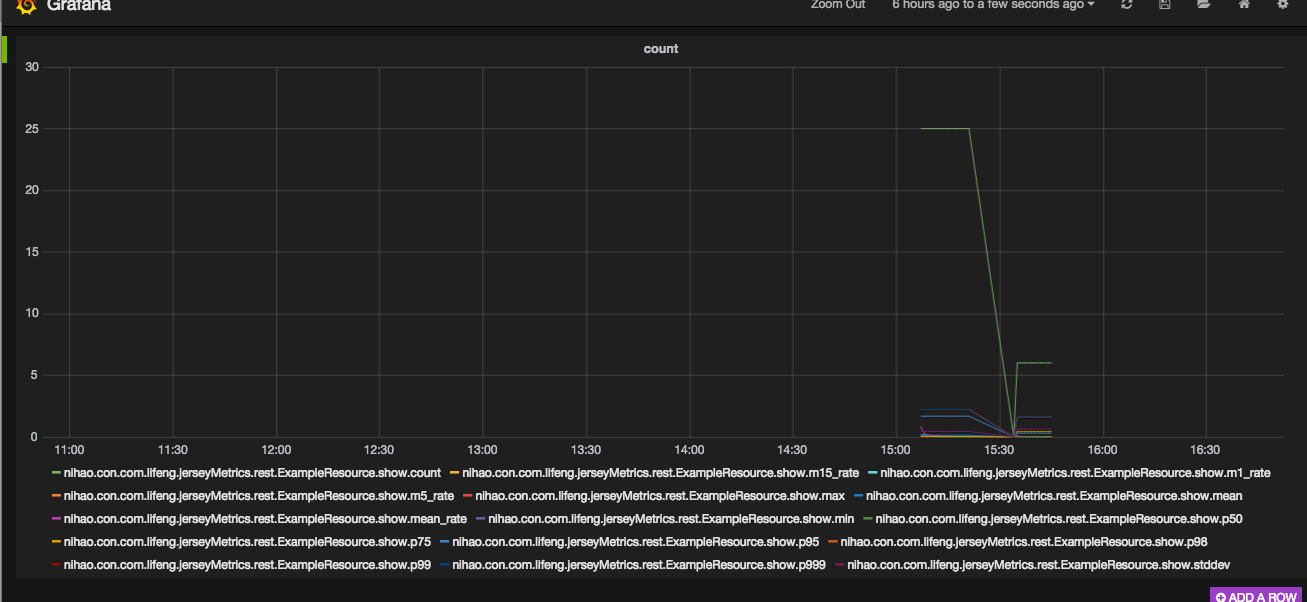 Grafana
Zoom Out 6 hours ago to a few seconds ago
count
30
25
20
15
10
5
0
11:00 11:30 12:00 12:30 13:00 13:30 14:00 14:30 15:00 15:30 16:00 16:30
nihao.con.com.lifeng.jerseyMetrics.rest.ExampleResource.show.count nihao.con.com.lifeng.jerseyMetrics.rest.ExampleResource.show.m15_rate nihao.con.com.lifeng.jerseyMetrics.rest.ExampleResource.show.m1_rate
nihao.con.com.lifeng.jerseyMetrics.rest.ExampleResource.show.m5_rate nihao.con.com.lifeng.jerseyMetrics.rest.ExampleResource.show.max nihao.con.com.lifeng.jerseyMetrics.rest.ExampleResource.show.mean
nihao.con.com.lifeng.jerseyMetrics.rest.ExampleResource.show.mean_rate nihao.con.com.lifeng.jerseyMetrics.rest.ExampleResource.show.min nihao.con.com.lifeng.jerseyMetrics.rest.ExampleResource.show.p50
nihao.con.com.lifeng.jerseyMetrics.rest.ExampleResource.show.p75 nihao.con.com.lifeng.jerseyMetrics.rest.ExampleResource.show.p95 nihao.con.com.lifeng.jerseyMetrics.rest.ExampleResource.show.p98
nihao.con.com.lifeng.jerseyMetrics.rest.ExampleResource.show.p99 nihao.con.com.lifeng.jerseyMetrics.rest.ExampleResource.show.p999 nihao.con.com.lifeng.jerseyMetrics.rest.ExampleResource.show.stddev
ADD A ROW